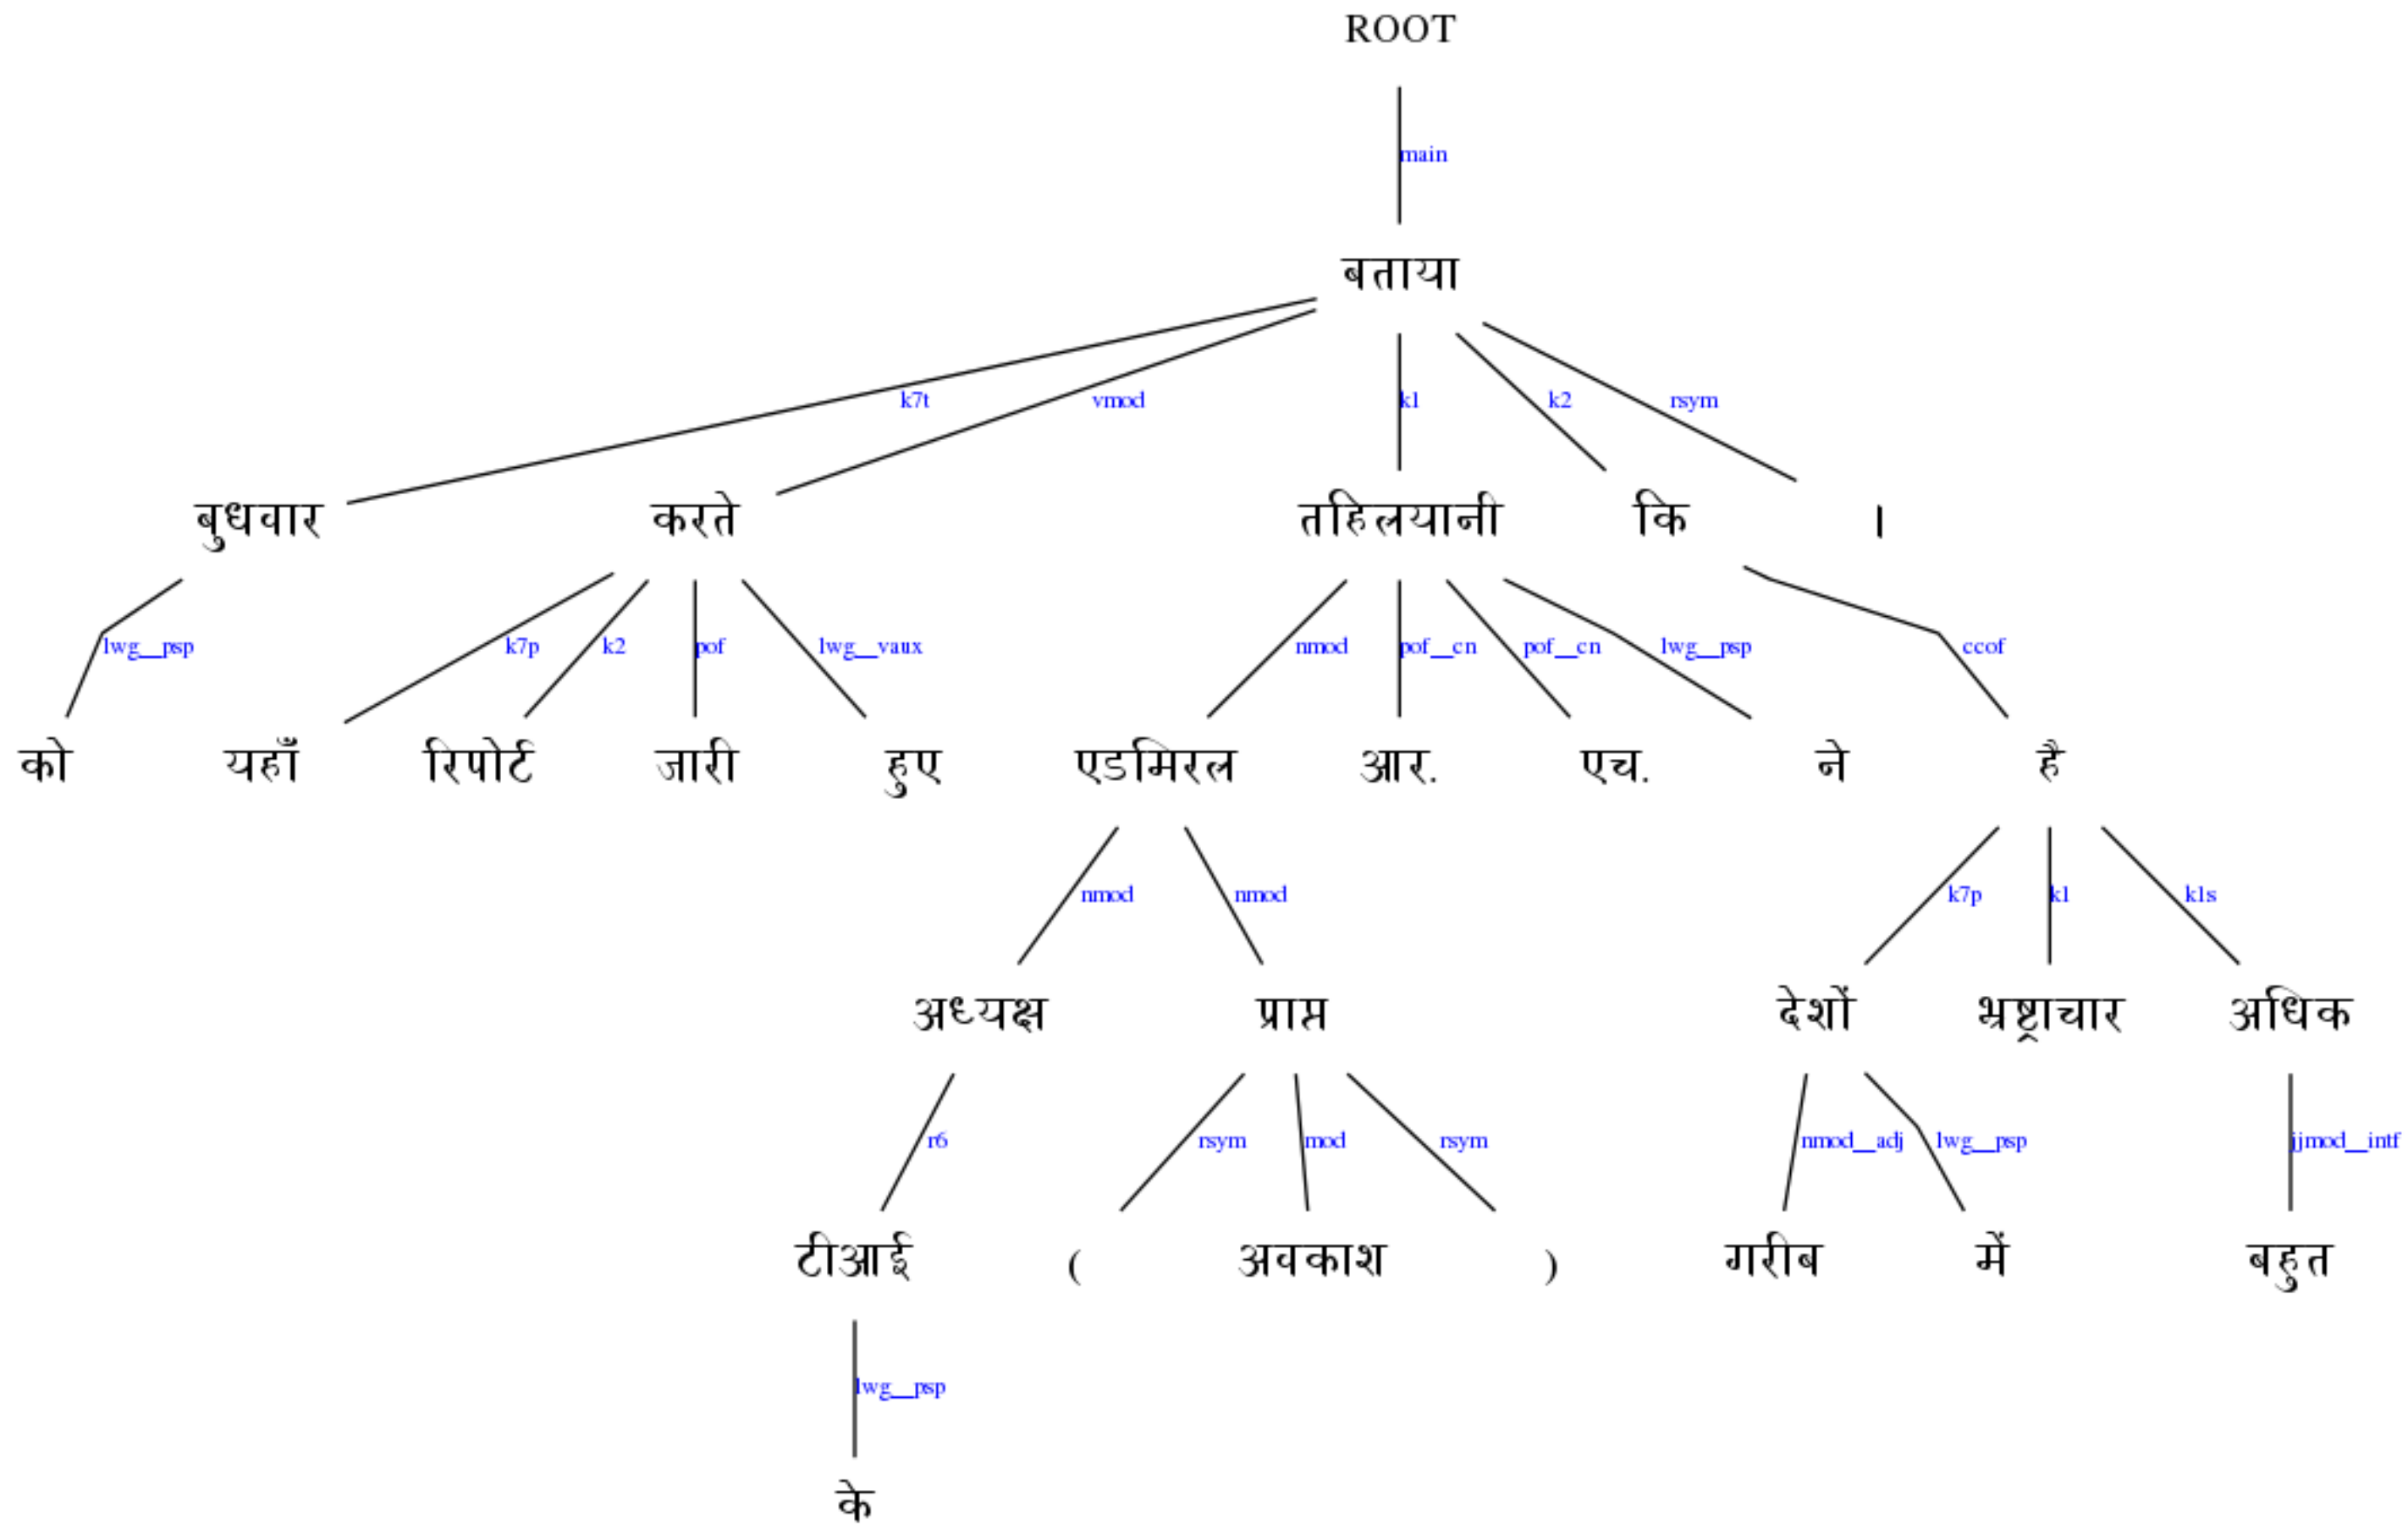 ROOT
main
बताया
k7t vmod k1 k2 rsym
बुधवार करते तहिलयानी कि ।
lwg__psp k7p k2 pof lwg__vaux nmod pof__cn pof__cn lwg__psp ccof
को यहाँ रिपोर्ट जारी हुए एडमिरल आर. एच. ने है
nmod nmod k7p k1 k1s
अध्यक्ष प्राप्त देशों भ्रष्टाचार अधिक
r6 rsym mod rsym nmod__adj lwg__psp jjmod__intf
टीआई ( अवकाश ) गरीब में बहुत
lwg__psp
के